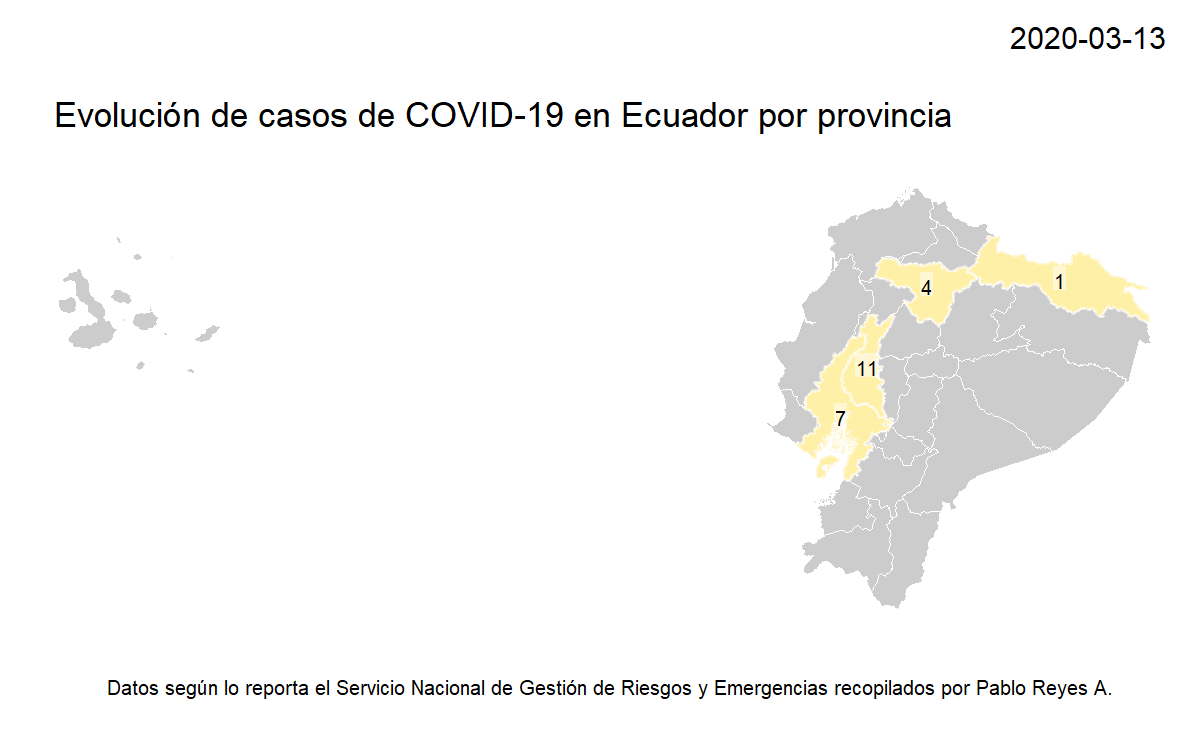 2020-03-13
Evolución de casos de COVID-19 en Ecuador por provincia
1
4
11
7
Datos según lo reporta el Servicio Nacional de Gestión de Riesgos y Emergencias recopilados por Pablo Reyes A.